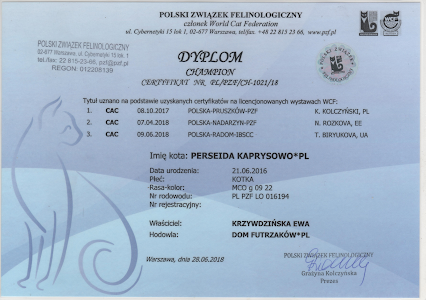 POLSKI ZWIĄZEK FELINOLOGICZNY
członek World Cat Federation
ul. Cybernetyki 15 lok 1, 02-677 Warszawa, tel/fax. +48 22 815 23 66, www.pzf.pl
POLSKI ZWIĄZEK FELINOLOGICZNY
02-677 Warszawa, ul. Cybernetyki 15 lok. 1
tel./fax: 22 815-23-66, pzf@pzf.pl
REGON: 012208139
DYPLOM
CHAMPION
CERTYFIKAT NR PL/PZF/CH-1021/18
Tytuł uznano na podstawie uzyskanych certyfikatów na licencjonowanych wystawach WCF:
1. CAC 08.10.2017 POLSKA-PRUSZKÓW-PZF K. KOLCZYŃSKI, PL
2. CAC 07.04.2018 POLSKA-NADARZYN-PZF N. ROZKOVA, EE
3. CAC 09.06.2018 POLSKA-RADOM-IBSCC T. BIRYUKOVA, UA
Imię kota: PERSEIDA KAPRYSOWO*PL
Data urodzenia: 21.06.2016
Płeć: KOTKA
Rasa-kolor: MCO g 09 22
Nr rodowodu: PL PZF LO 016194
Nr rejestracyjny:
Właściciel: KRZYWDZIŃSKA EWA
Hodowla: DOM FUTRZAKÓW*PL
Warszawa, dnia 28.06.2018
POLSKI ZWIĄZEK FELINOLOGICZNY
Grażyna Kolczyńska
Prezes